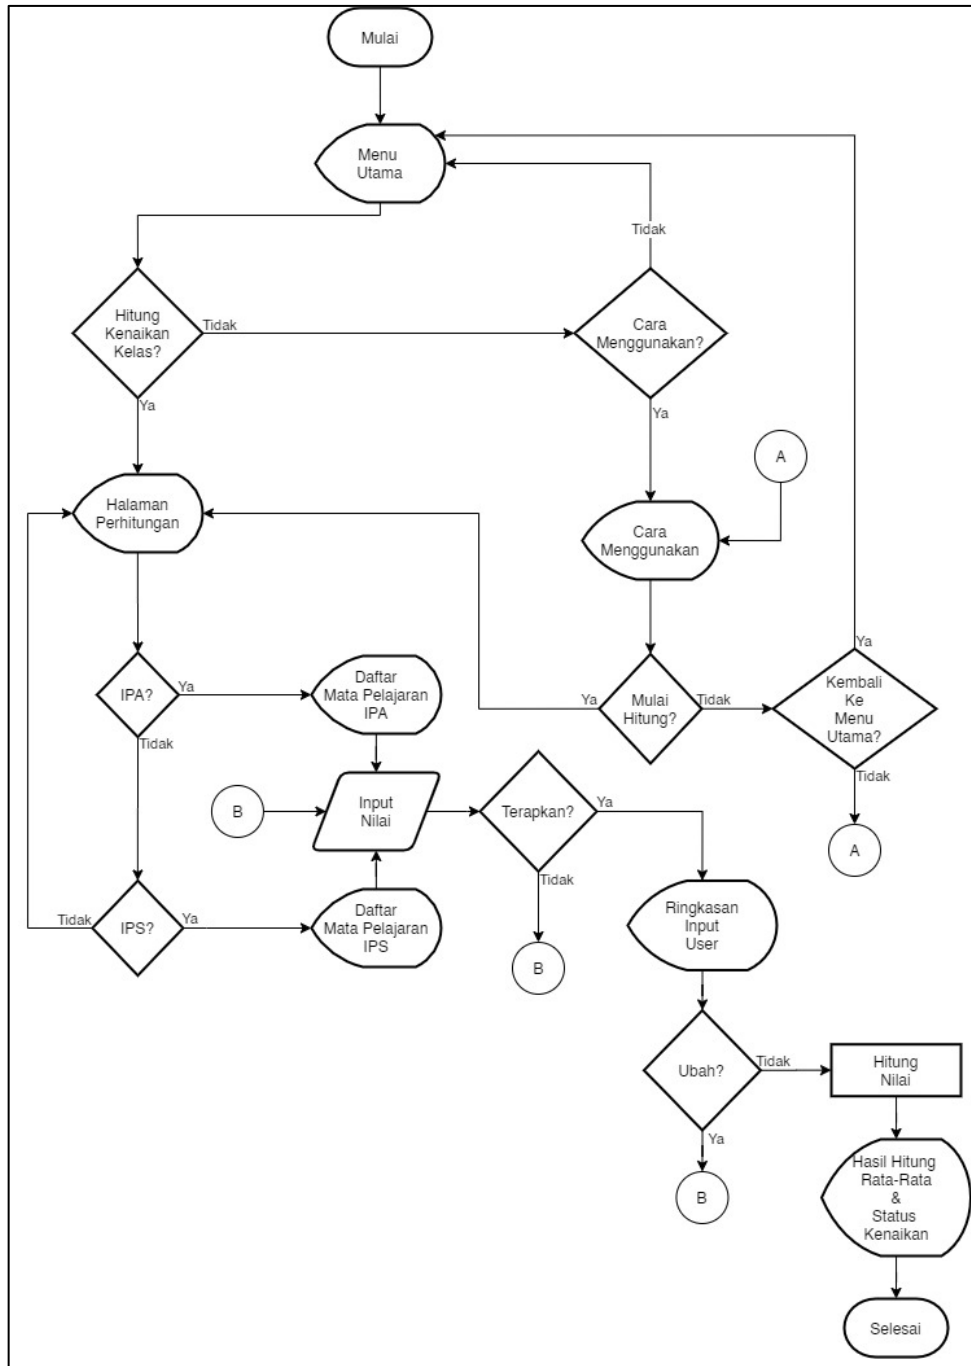 Mulai
Menu
Utama
Tidak
Hitung
Kenaikan
Kelas?
Tidak
Cara
Menggunakan?
Ya
Ya
A
Halaman
Perhitungan
Cara
Menggunakan
Ya
IPA?
Ya
Daftar
Mata Pelajaran
IPA
Ya
Mulai
Hitung?
Tidak
Kembali
Ke
Menu
Utama?
Tidak
Tidak
B
Input
Nilai
Terapkan?
Ya
A
Tidak
Tidak
IPS?
Ya
Daftar
Mata Pelajaran
IPS
B
Ringkasan
Input
User
Ubah?
Tidak
Hitung
Nilai
Ya
B
Hasil Hitung
Rata-Rata
&
Status
Kenaikan
Selesai